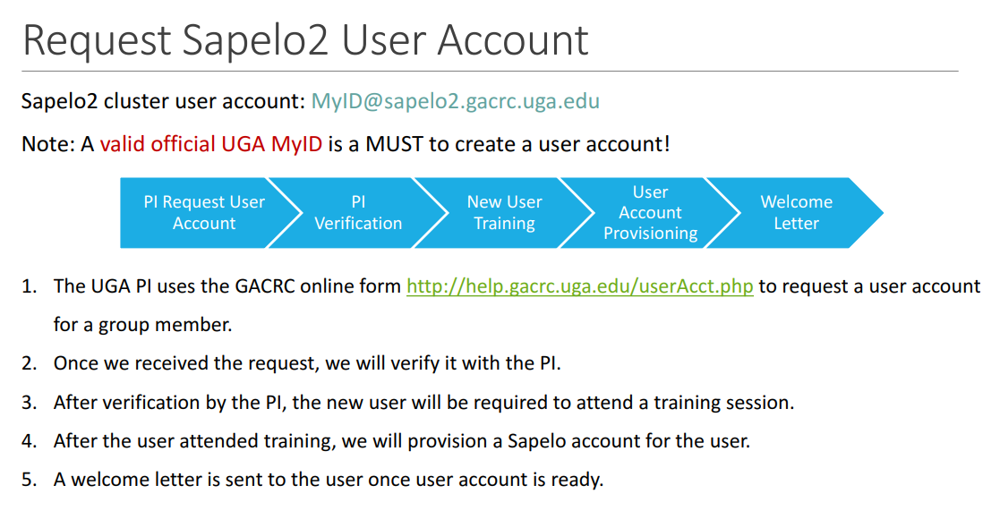 Request Sapelo2 User Account
Sapelo2 cluster user account: MyID@sapelo2.gacrc.uga.edu
Note: A valid official UGA MyID is a MUST to create a user account!
PI Request User
Account
PI
Verification
New User
Training
User
Account
Provisioning
Welcome
Letter
1. The UGA PI uses the GACRC online form http://help.gacrc.uga.edu/userAcct.php to request a user account
for a group member.
2. Once we received the request, we will verify it with the PI.
3. After verification by the PI, the new user will be required to attend a training session.
4. After the user attended training, we will provision a Sapelo account for the user.
5. A welcome letter is sent to the user once user account is ready.